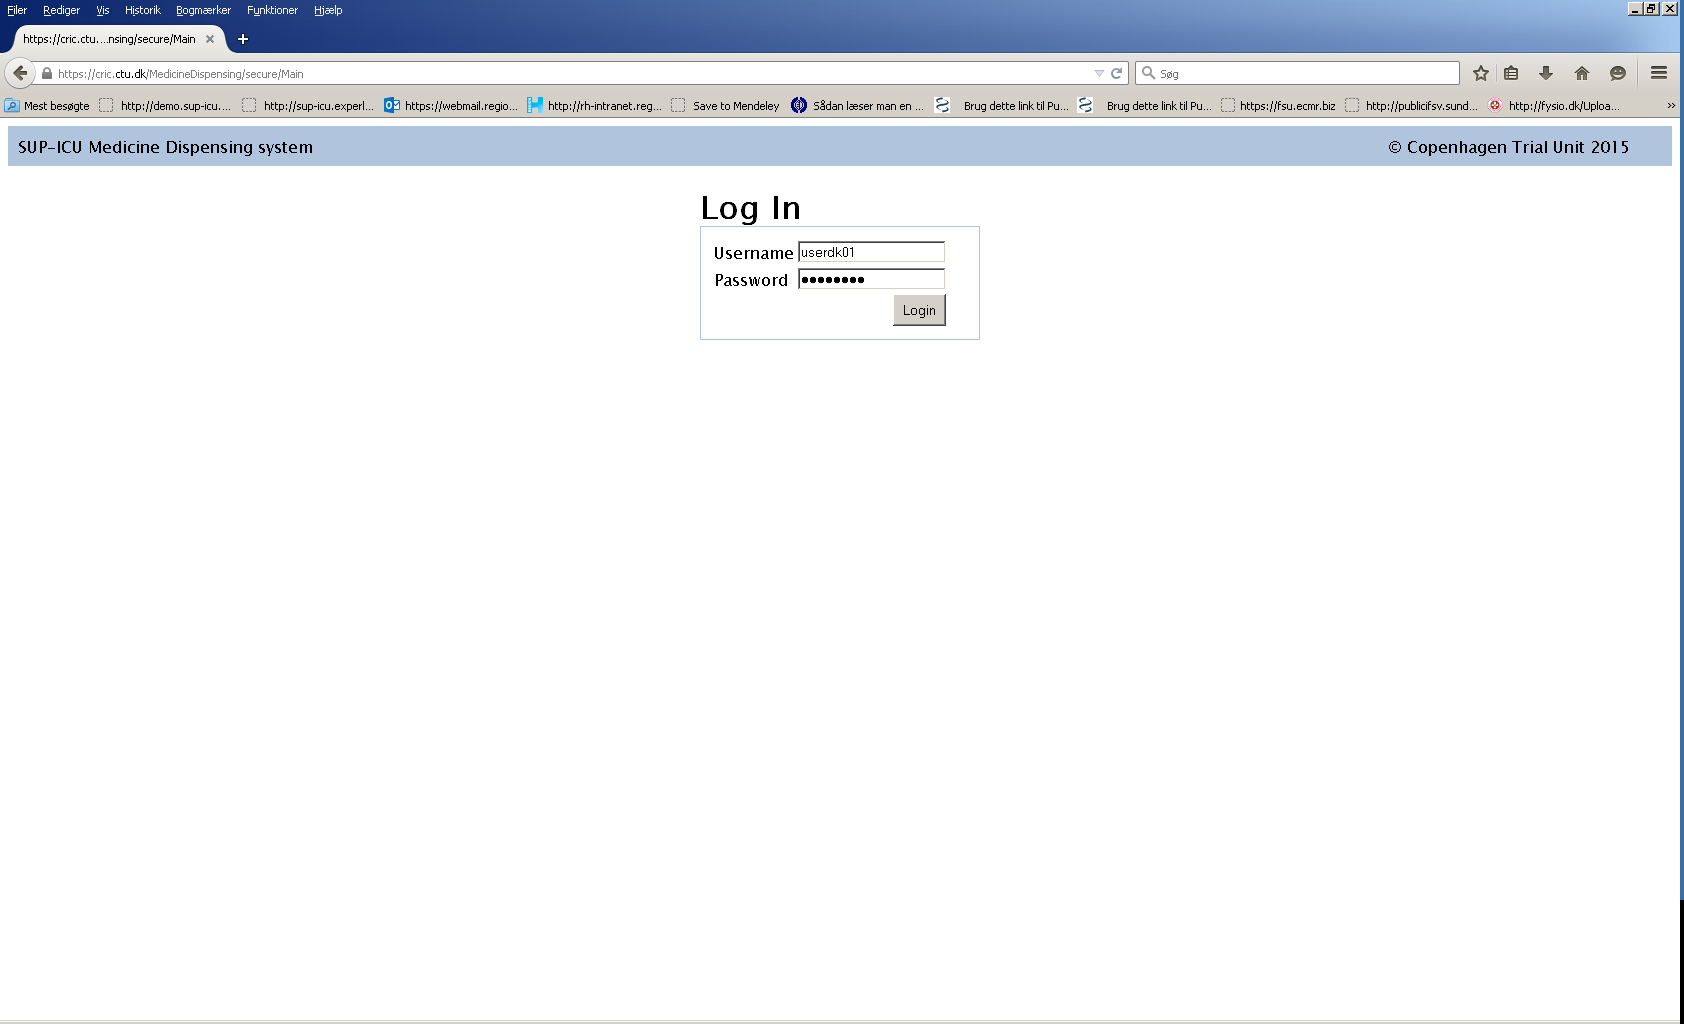 Filer Rediger Vis Historik Bogmærker Funktioner Hjælp
https://cric.ctu....nsing/secure/Main
https://cric.ctu.dk/MedicineDispensing/secure/Main Søg
Mest besøgte http://demo.sup-icu.... http://sup-icu.experl... https://webmail.regio... http://rh-intranet.reg... Save to Mendeley Sådan læser man en ... Brug dette link til Pu... Brug dette link til Pu... https://fsu.ecmr.biz http://publicifsv.sund... http://fysio.dk/Uploa... »
SUP-ICU Medicine Dispensing system © Copenhagen Trial Unit 2015
Log In
Username userdk01
Password ••••••••
Login